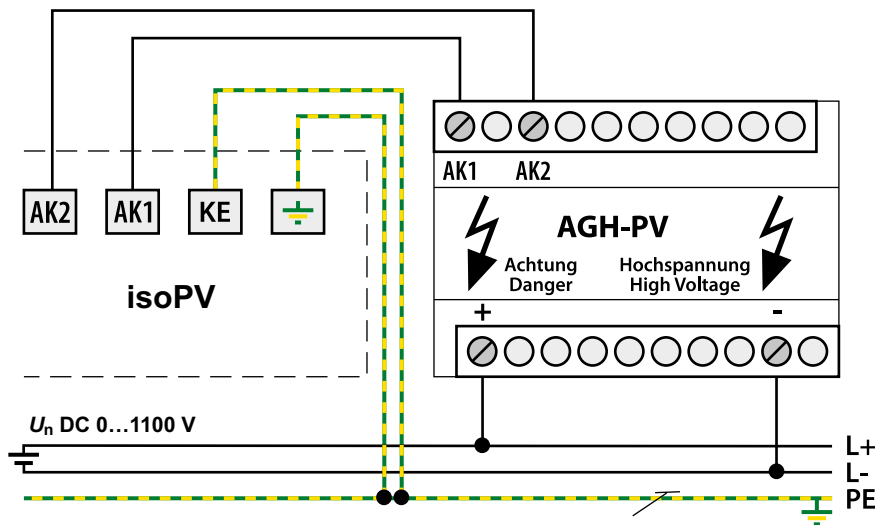 AK1 AK2
AK2 AK1 KE
AGH-PV
Achtung Hochspannung
Danger High Voltage
isoPV
+ -
Un DC 0…1100 V
L+
L-
PE